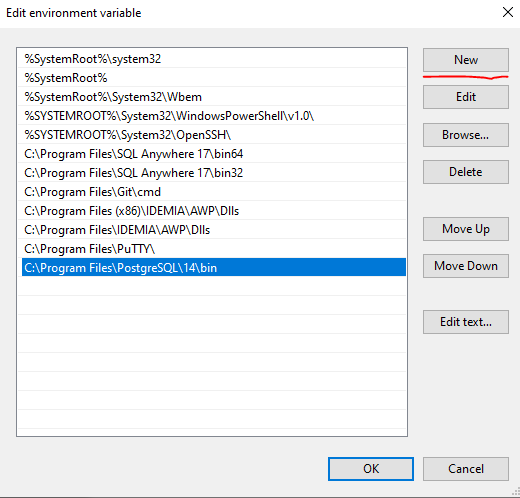 Edit environment variable
%SystemRoot%\system32
%SystemRoot%
%SystemRoot%\System32\Wbem
%SYSTEMROOT%\System32\WindowsPowerShell\v1.0\
%SYSTEMROOT%\System32\OpenSSH\
C:\Program Files\SQL Anywhere 17\bin64
C:\Program Files\SQL Anywhere 17\bin32
C:\Program Files\Git\cmd
C:\Program Files (x86)\IDEMIA\AWP\Dlls
C:\Program Files\IDEMIA\AWP\Dlls
C:\Program Files\PuTTY\
C:\Program Files\PostgreSQL\14\bin
New
Edit
Browse...
Delete
Move Up
Move Down
Edit text...
OK
Cancel